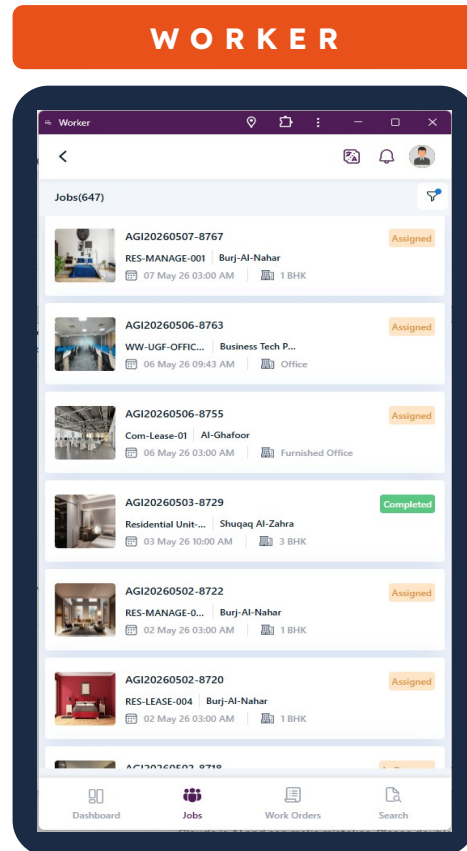 WORKER
Worker
Jobs(647)
AGI20260507-8767
Assigned
RES-MANAGE-001 Burj-Al-Nahar
07 May 26 03:00 AM 1 BHK
AGI20260506-8763
Assigned
WW-UGF-OFFIC... Business Tech P...
06 May 26 09:43 AM Office
AGI20260506-8755
Assigned
Com-Lease-01 Al-Ghafoor
06 May 26 03:00 AM Furnished Office
AGI20260503-8729
Completed
Residential Unit-... Shuqaq Al-Zahra
03 May 26 10:00 AM 3 BHK
AGI20260502-8722
Assigned
RES-MANAGE-0... Burj-Al-Nahar
02 May 26 03:00 AM 1 BHK
AGI20260502-8720
Assigned
RES-LEASE-004 Burj-Al-Nahar
02 May 26 03:00 AM 1 BHK
AGI20260502-8718
Dashboard Jobs Work Orders Search